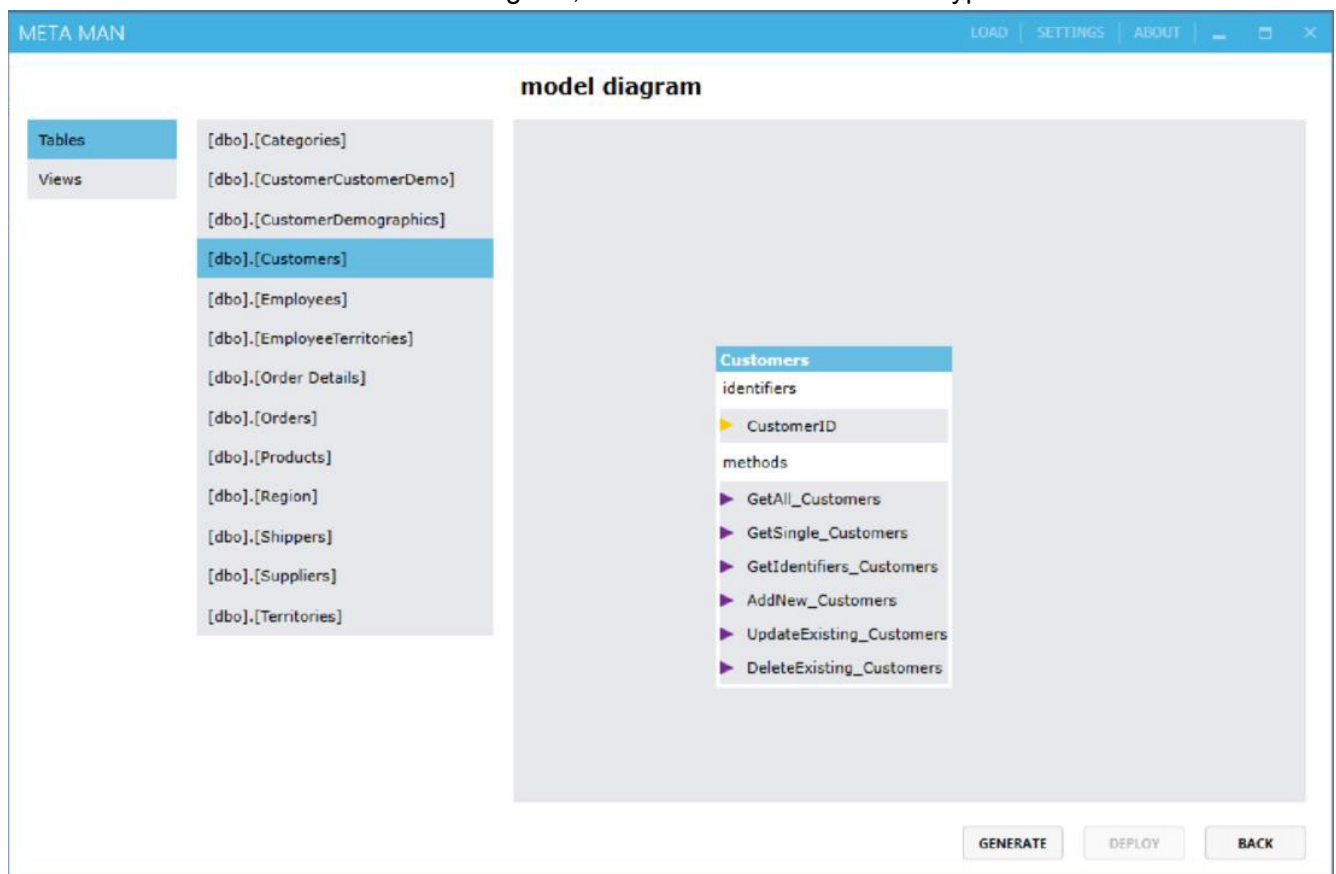 META MAN
LOAD | SETTINGS | ABOUT
model diagram
Tables
Views
[dbo].[Categories]
[dbo].[CustomerCustomerDemo]
[dbo].[CustomerDemographics]
[dbo].[Customers]
[dbo].[Employees]
[dbo].[EmployeeTerritories]
[dbo].[Order Details]
[dbo].[Orders]
[dbo].[Products]
[dbo].[Region]
[dbo].[Shippers]
[dbo].[Suppliers]
[dbo].[Territories]
Customers
identifiers
CustomerID
methods
GetAll_Customers
GetSingle_Customers
GetIdentifiers_Customers
AddNew_Customers
UpdateExisting_Customers
DeleteExisting_Customers
GENERATE
DEPLOY
BACK